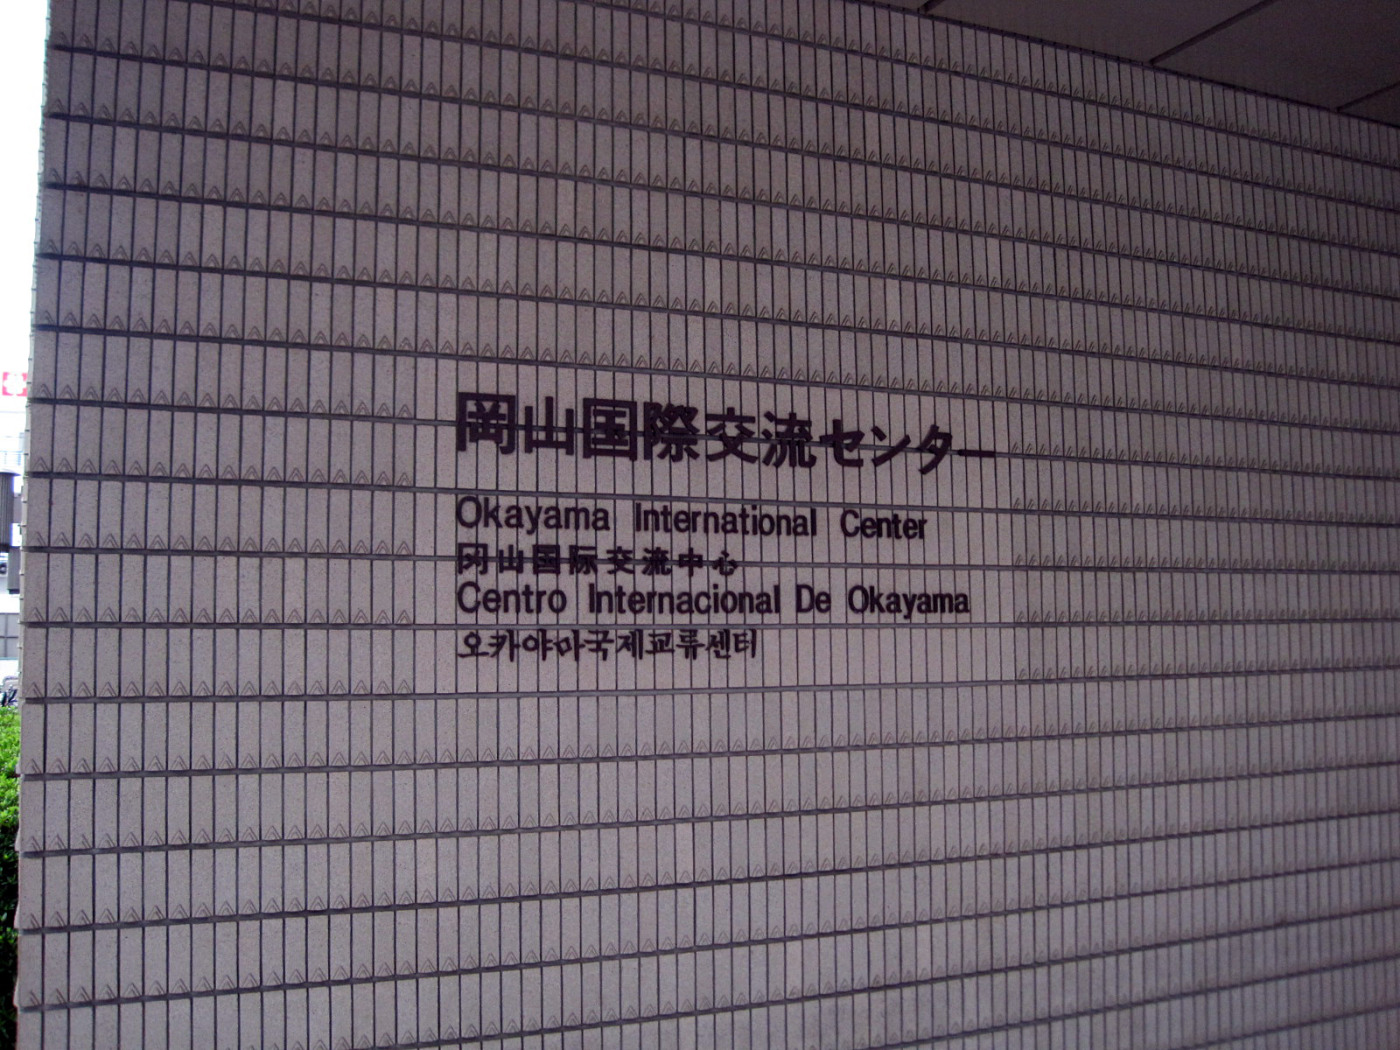 岡山国際交流センター
Okayama International Center
冈山国际交流中心
Centro Internacional De Okayama
오카야마국제교류센터